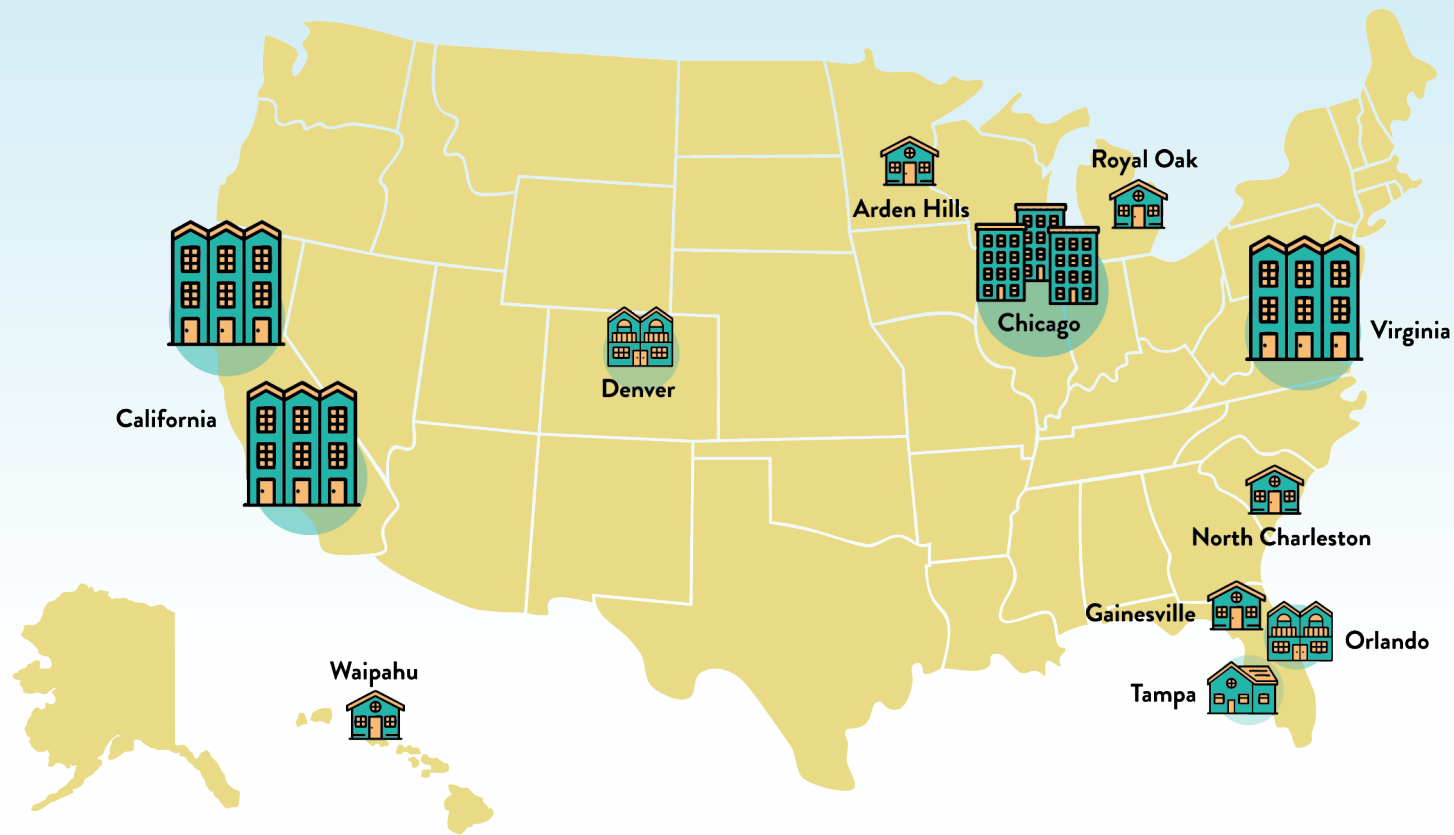 Royal Oak
Arden Hills
Chicago
Virginia
Denver
California
North Charleston
Gainesville
Orlando
Waipahu
Tampa